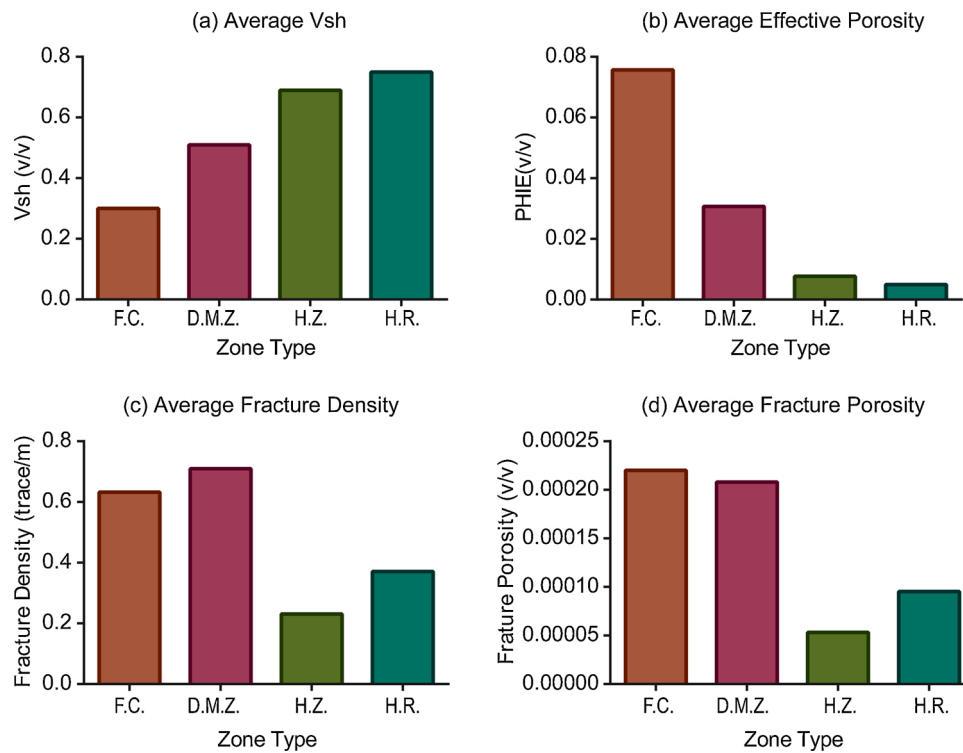 (a) Average Vsh
Vsh (v/v)
0.8
0.6
0.4
0.2
0.0
F.C. D.M.Z. H.Z. H.R.
Zone Type
(b) Average Effective Porosity
PHIE(v/v)
0.08
0.06
0.04
0.02
0.00
F.C. D.M.Z. H.Z. H.R.
Zone Type
(c) Average Fracture Density
Fracture Density (trace/m)
0.8
0.6
0.4
0.2
0.0
F.C. D.M.Z. H.Z. H.R.
Zone Type
(d) Average Fracture Porosity
Frature Porosity (v/v)
0.00025
0.00020
0.00015
0.00010
0.00005
0.00000
F.C. D.M.Z. H.Z. H.R.
Zone Type